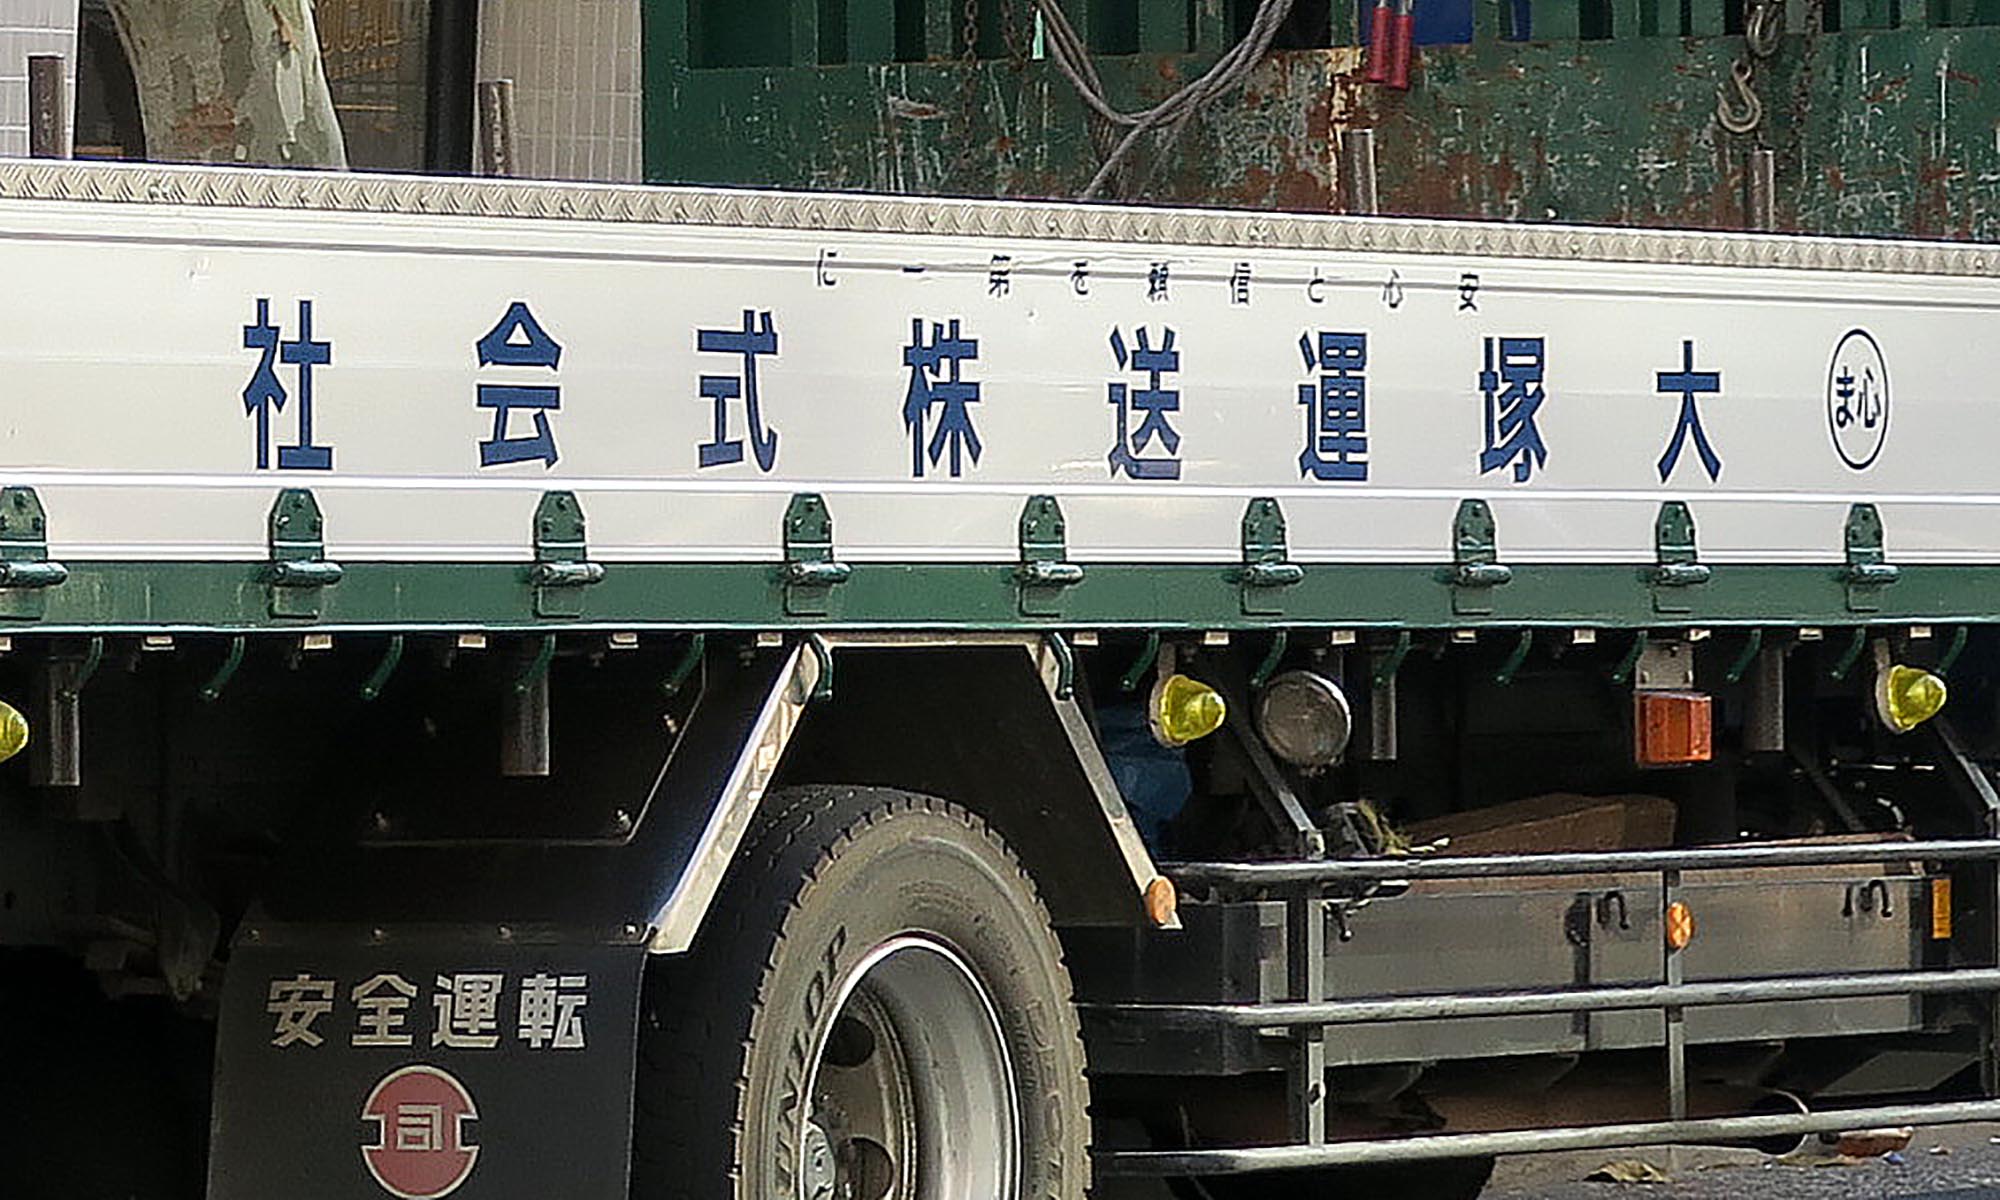 安心と信頼を第一に
ま心 大塚運送株式会社
安全運転
DUNLOP